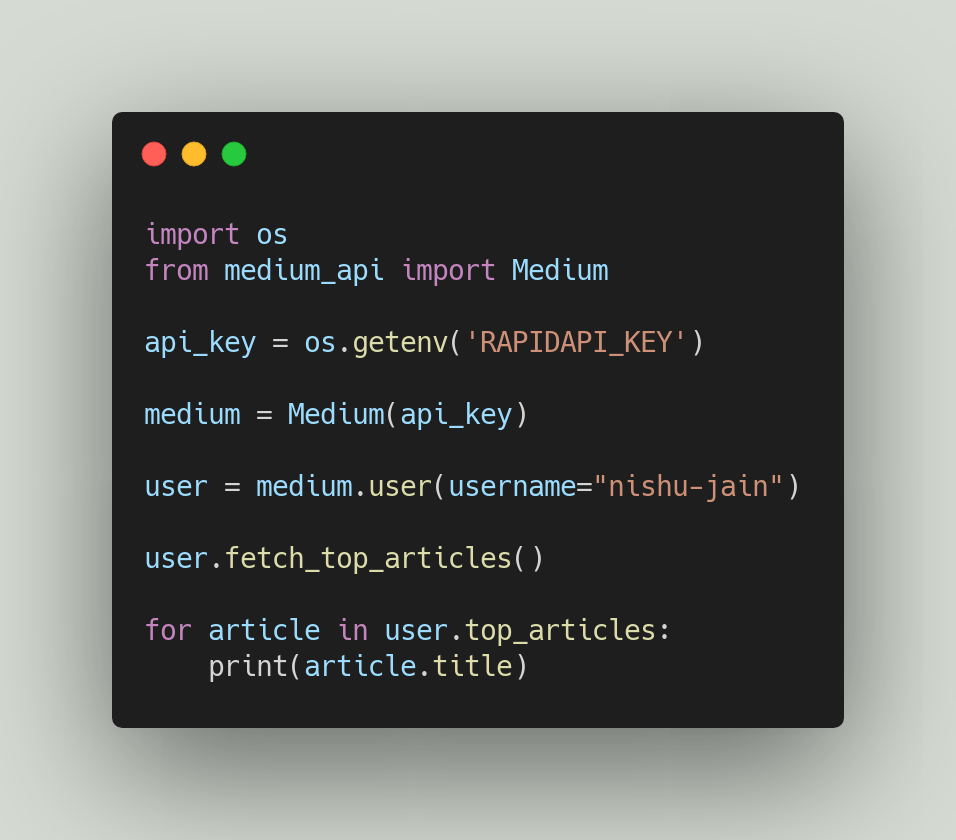 import os
from medium_api import Medium
api_key = os.getenv('RAPIDAPI_KEY')
medium = Medium(api_key)
user = medium.user(username="nishu-jain")
user.fetch_top_articles()
for article in user.top_articles:
    print(article.title)